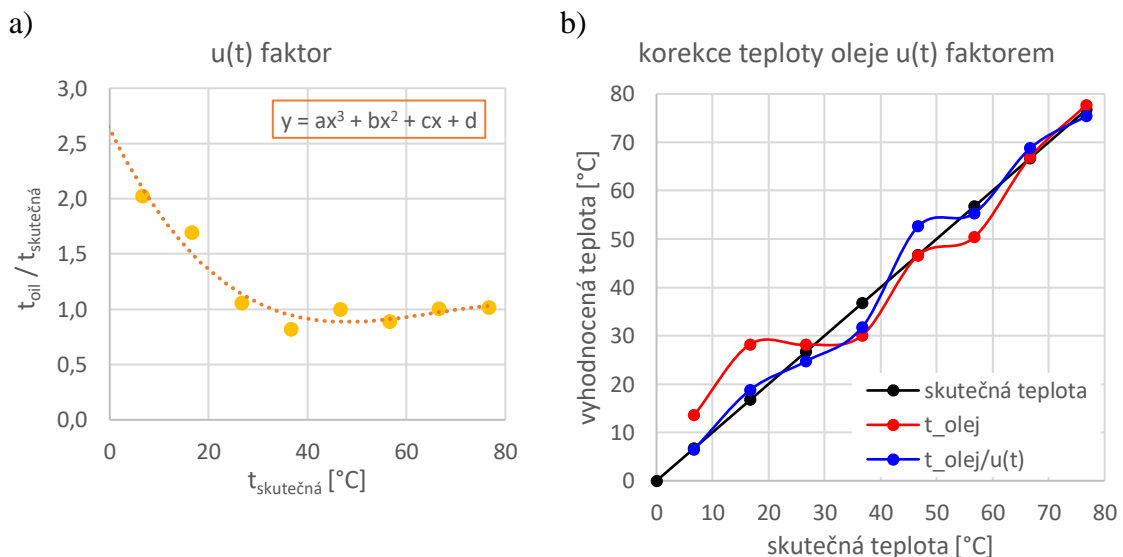 a)
u(t) faktor
3,0
2,5
2,0
1,5
1,0
0,5
0,0
y = ax³ + bx² + cx + d
t_oil / t_skutečná
0
20
40
60
80
t_skutečná [°C]
b)
korekce teploty oleje u(t) faktorem
80
70
60
50
40
30
20
10
0
vyhodnocená teplota [°C]
skutečná teplota
t_olej
t_olej/u(t)
0
10
20
30
40
50
60
70
80
skutečná teplota [°C]